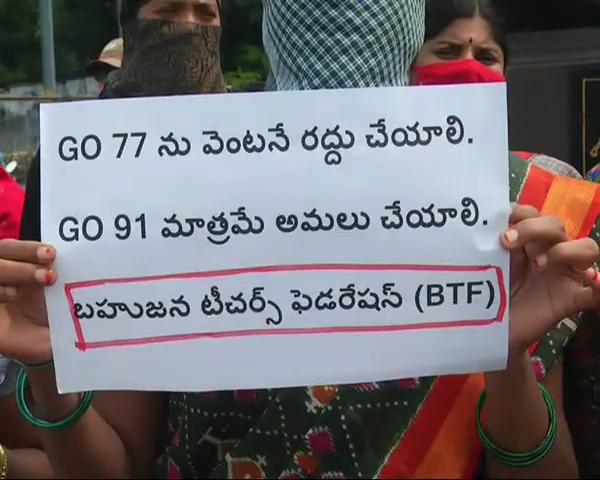 GO 77 ను వెంటనే రద్దు చేయాలి.
GO 91 మాత్రమే అమలు చేయాలి.
బహుజన టీచర్స్ ఫెడరేషన్ (BTF)